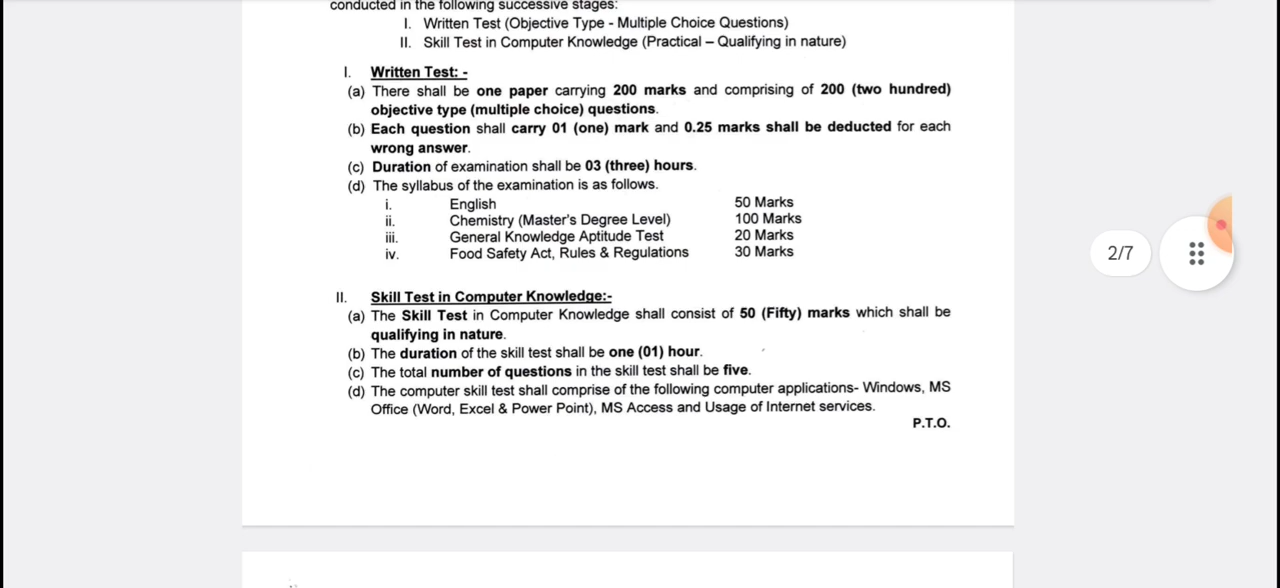 conducted in the following successive stages:
I. Written Test (Objective Type - Multiple Choice Questions)
II. Skill Test in Computer Knowledge (Practical – Qualifying in nature)
I. Written Test: -
(a) There shall be one paper carrying 200 marks and comprising of 200 (two hundred)
objective type (multiple choice) questions.
(b) Each question shall carry 01 (one) mark and 0.25 marks shall be deducted for each
wrong answer.
(c) Duration of examination shall be 03 (three) hours.
(d) The syllabus of the examination is as follows.
i. English 50 Marks
ii. Chemistry (Master's Degree Level) 100 Marks
iii. General Knowledge Aptitude Test 20 Marks
iv. Food Safety Act, Rules & Regulations 30 Marks
2/7
II. Skill Test in Computer Knowledge:-
(a) The Skill Test in Computer Knowledge shall consist of 50 (Fifty) marks which shall be
qualifying in nature.
(b) The duration of the skill test shall be one (01) hour.
(c) The total number of questions in the skill test shall be five.
(d) The computer skill test shall comprise of the following computer applications- Windows, MS
Office (Word, Excel & Power Point), MS Access and Usage of Internet services.
P.T.O.